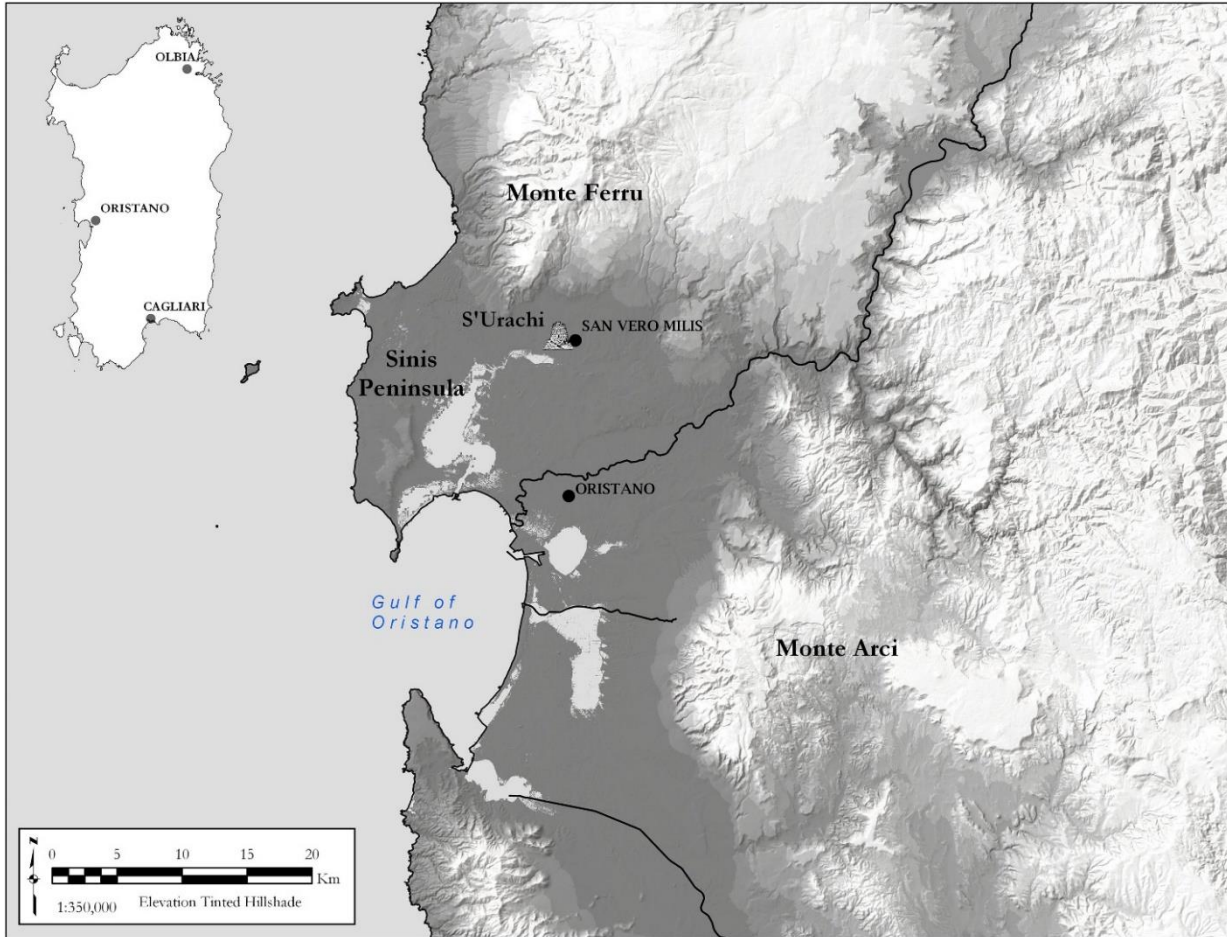 OLBIA
ORISTANO
CAGLIARI
Monte Ferru
S'Urachi
SAN VERO MILIS
Sinis
Peninsula
ORISTANO
Gulf of
Oristano
Monte Arci
N
0 5 10 15 20
Km
1:350,000 Elevation Tinted Hillshade